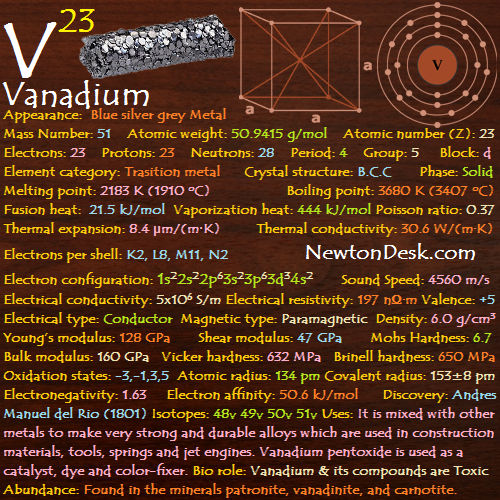 V 23
Vanadium
V
a
a
a
Appearance: Blue silver grey Metal
Mass Number: 51 Atomic weight: 50.9415 g/mol Atomic number (Z): 23
Electrons: 23 Protons: 23 Neutrons: 28 Period: 4 Group: 5 Block: d
Element category: Trasition metal Crystal structure: B.C.C Phase: Solid
Melting point: 2183 K (1910 ºC) Boiling point: 3680 K (3407 ºC)
Fusion heat: 21.5 kJ/mol Vaporization heat: 444 kJ/mol Poisson ratio: 0.37
Thermal expansion: 8.4 μm/(m·K) Thermal conductivity: 30.6 W/(m·K)
Electrons per shell: K2, L8, M11, N2 NewtonDesk.com
Electron configuration: 1s²2s²2p⁶3s²3p⁶3d³4s² Sound Speed: 4560 m/s
Electrical conductivity: 5x10⁶ S/m Electrical resistivity: 197 nΩ·m Valence: +5
Electrical type: Conductor Magnetic type: Paramagnetic Density: 6.0 g/cm³
Young's modulus: 128 GPa Shear modulus: 47 GPa Mohs Hardness: 6.7
Bulk modulus: 160 GPa Vicker hardness: 632 MPa Brinell hardness: 650 MPa
Oxidation states: -3,-1,3,5 Atomic radius: 134 pm Covalent radius: 153±8 pm
Electronegativity: 1.63 Electron affinity: 50.6 kJ/mol Discovery: Andres
Manuel del Rio (1801) Isotopes: 48v 49v 50v 51v Uses: It is mixed with other
metals to make very strong and durable alloys which are used in construction
materials, tools, springs and jet engines. Vanadium pentoxide is used as a
catalyst, dye and color-fixer. Bio role: Vanadium & its compounds are Toxic
Abundance: Found in the minerals patronite, vanadinite, and carnotite.